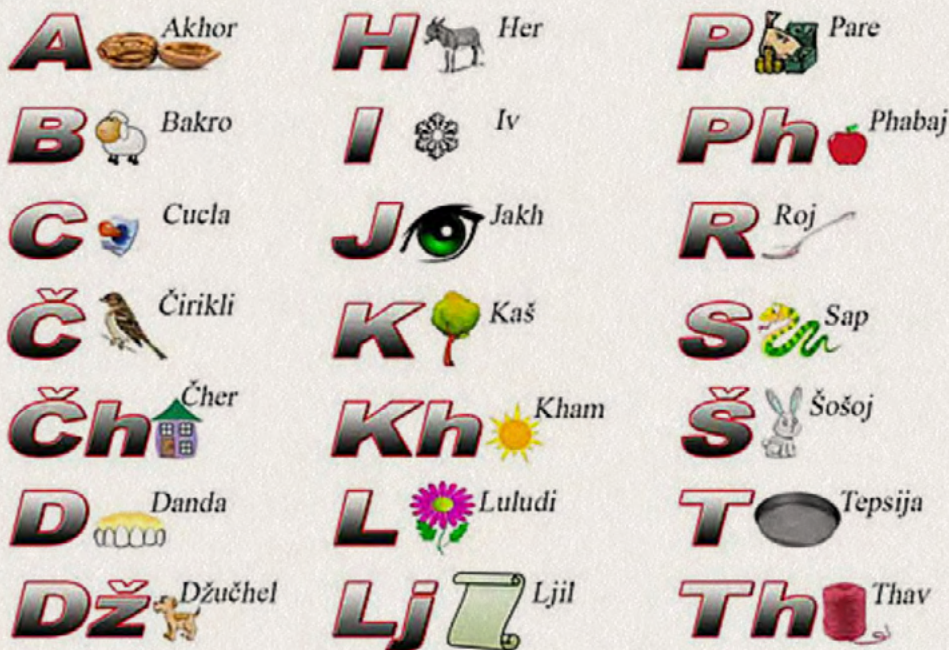 A Akhor
B Bakro
C Cucla
Č Čirikli
Čh Čher
D Danda
Dž Džučhel
H Her
I Iv
J Jakh
K Kaš
Kh Kham
L Luludi
Lj Ljil
P Pare
Ph Phabaj
R Roj
S Sap
Š Šošoj
T Tepsija
Th Thav